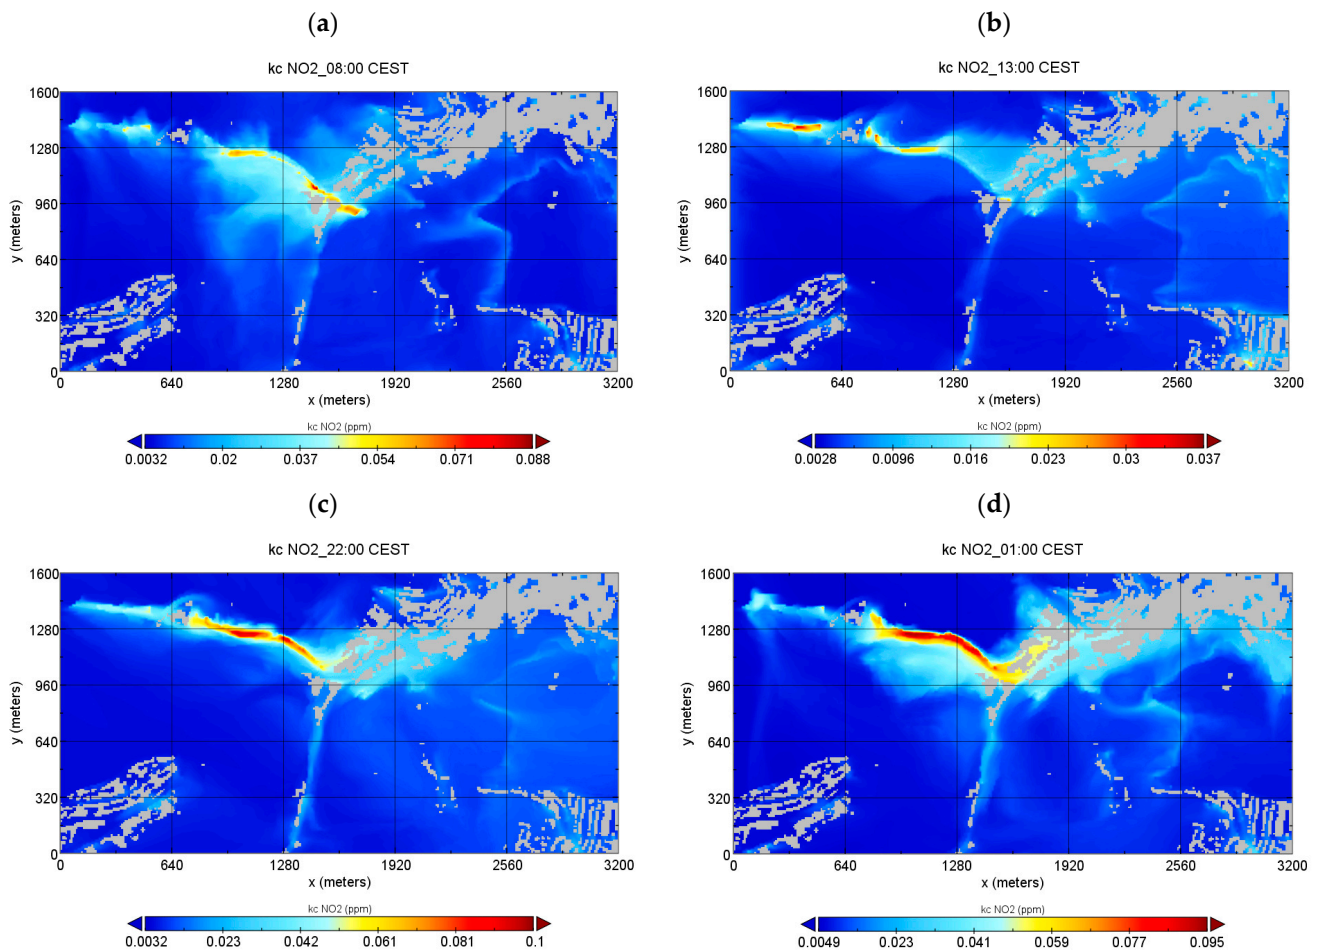 (a)
kc NO2_08:00 CEST
1600
1280
960
640
320
0
y (meters)
0 640 1280 1920 2560 3200
x (meters)
kc NO2 (ppm)
0.0032 0.02 0.037 0.054 0.071 0.088
(b)
kc NO2_13:00 CEST
1600
1280
960
640
320
0
y (meters)
0 640 1280 1920 2560 3200
x (meters)
kc NO2 (ppm)
0.0028 0.0096 0.016 0.023 0.03 0.037
(c)
kc NO2_22:00 CEST
1600
1280
960
640
320
0
y (meters)
0 640 1280 1920 2560 3200
x (meters)
kc NO2 (ppm)
0.0032 0.023 0.042 0.061 0.081 0.1
(d)
kc NO2_01:00 CEST
1600
1280
960
640
320
0
y (meters)
0 640 1280 1920 2560 3200
x (meters)
kc NO2 (ppm)
0.0049 0.023 0.041 0.059 0.077 0.095